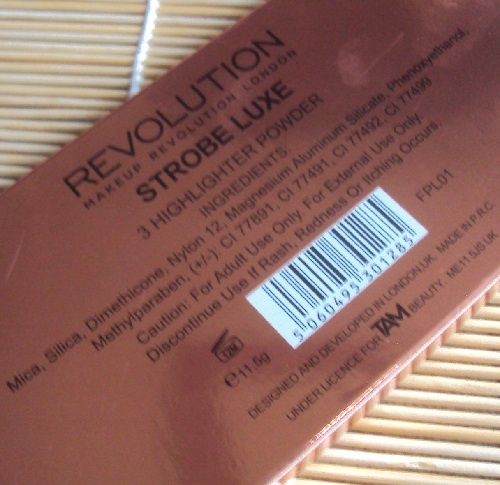 REVOLUTION
MAKEUP REVOLUTION LONDON
STROBE LUXE
3 HIGHLIGHTER POWDER
INGREDIENTS:
Mica, Silica, Dimethicone, Nylon 12, Magnesium Aluminum Silicate, Phenoxyethanol,
Methylparaben, (+/-): CI 77891, CI 77491, CI 77492, CI 77499
Caution: For Adult Use Only. For External Use Only
Discontinue Use If Rash, Redness Or Itching Occurs
FPL01
5 060495 301285
12M
e11.5g
DESIGNED AND DEVELOPED IN LONDON,UK. MADE IN P.R.C
UNDER LICENCE FOR TAM BEAUTY. ME11 5JS UK